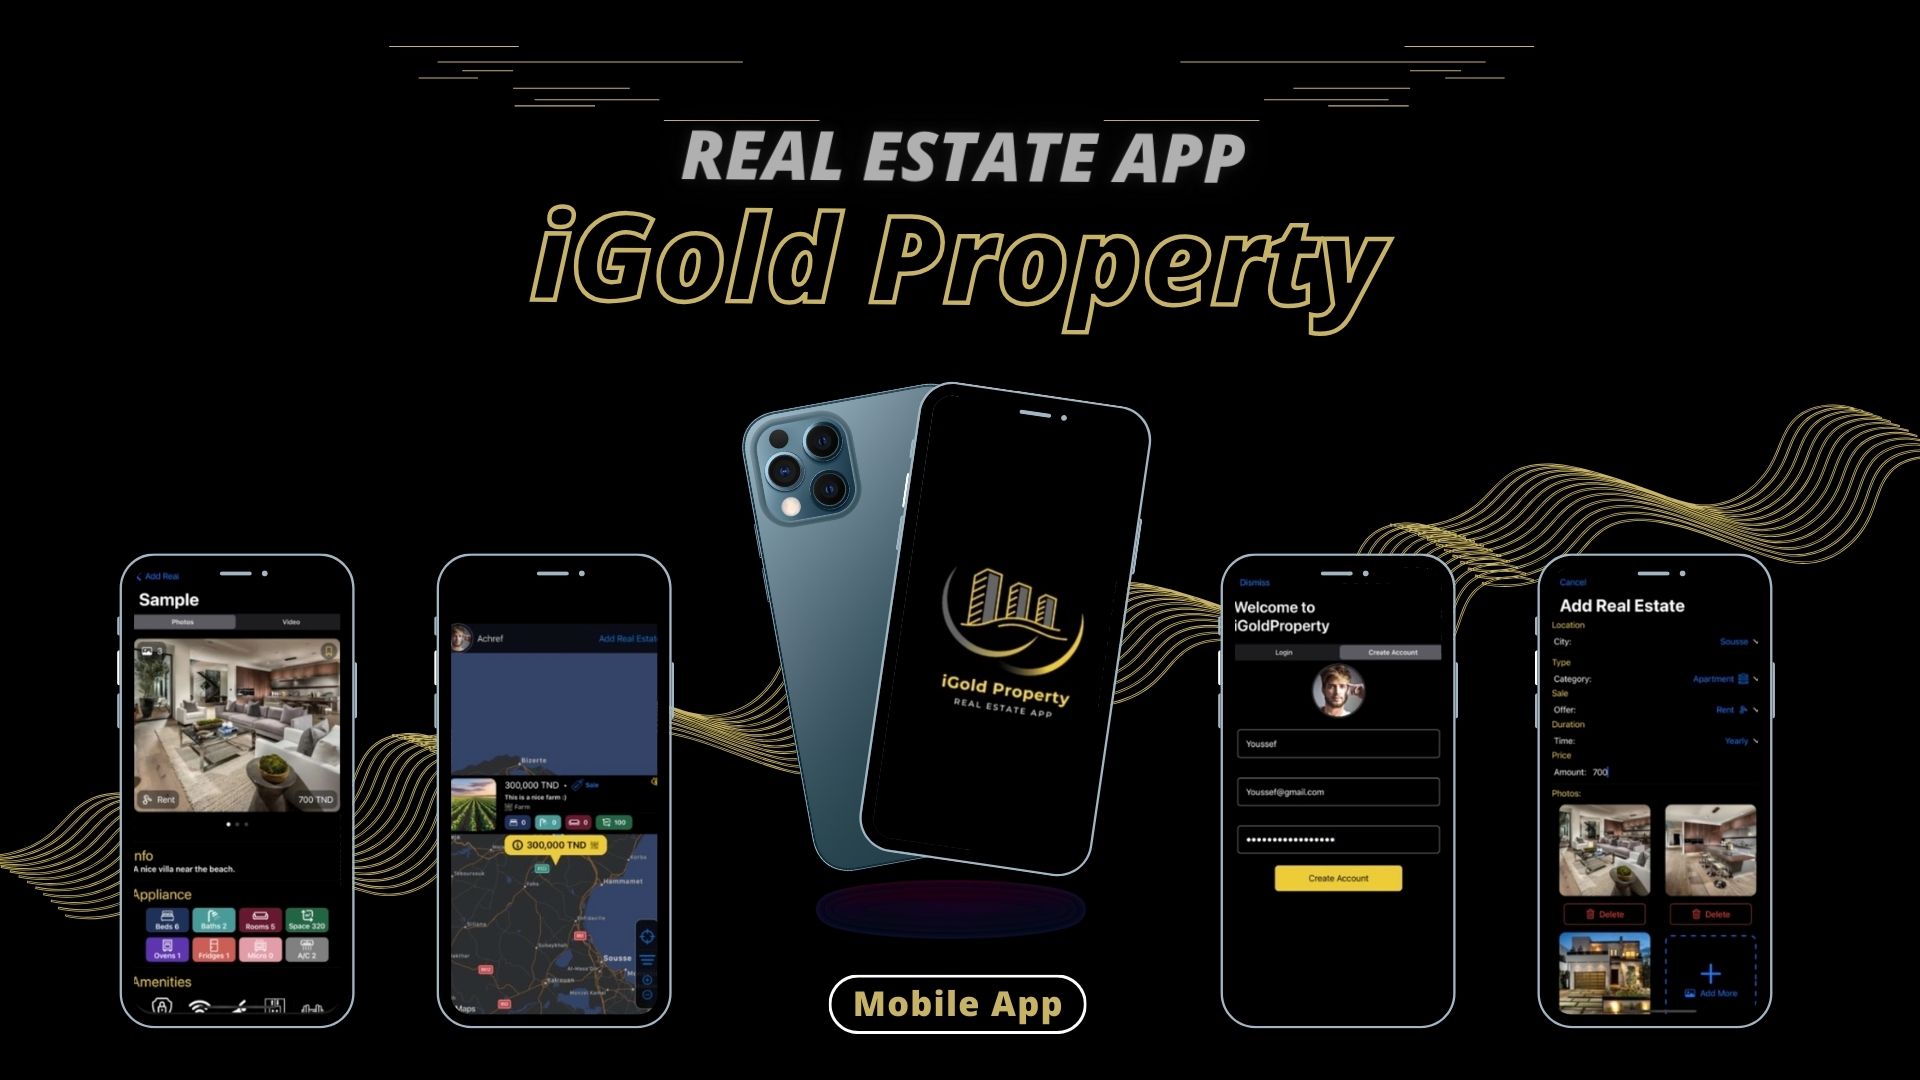 REAL ESTATE APP
iGold Property
Add Real
Sample
Photos
Video
3
Rent
700 TND
nfo
A nice villa near the beach.
Appliance
Beds 6
Baths 2
Rooms 5
Space 320
Ovens 1
Fridges 1
Micro 0
A/C 2
Amenities
Achref
Add Real Estat
Bizerte
300,000 TND • Sale
This is a nice farm :)
Farm
0
0
0
100
300,000 TND
Korba
Hammamet
Enfidaville
Sousse
Kairouan
Maps
iGold Property
REAL ESTATE APP
Mobile App
Dismiss
Welcome to
iGoldProperty
Login
Create Account
Youssef
Youssef@gmail.com
Create Account
Cancel
Add Real Estate
Location
City:
Sousse
Type
Category:
Apartment
Sale
Offer:
Rent
Duration
Time:
Yearly
Price
Amount: 700
Photos:
Delete
Delete
Add More